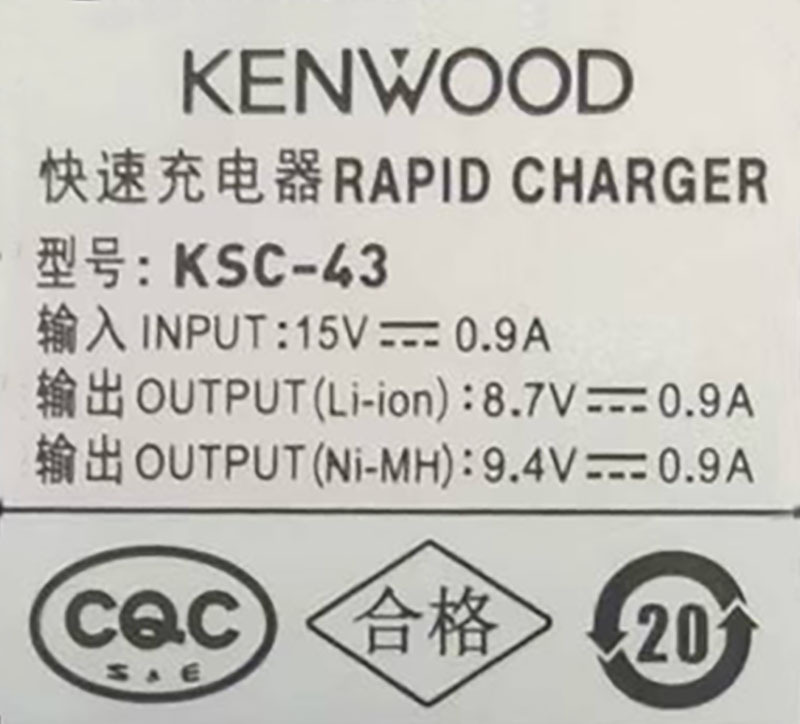 KENWOOD
快速充电器RAPID CHARGER
型号: KSC-43
输入 INPUT:15V⎓0.9A
输出 OUTPUT(Li-ion):8.7V⎓0.9A
输出 OUTPUT(Ni-MH):9.4V⎓0.9A
CQC
S & E
合格
20